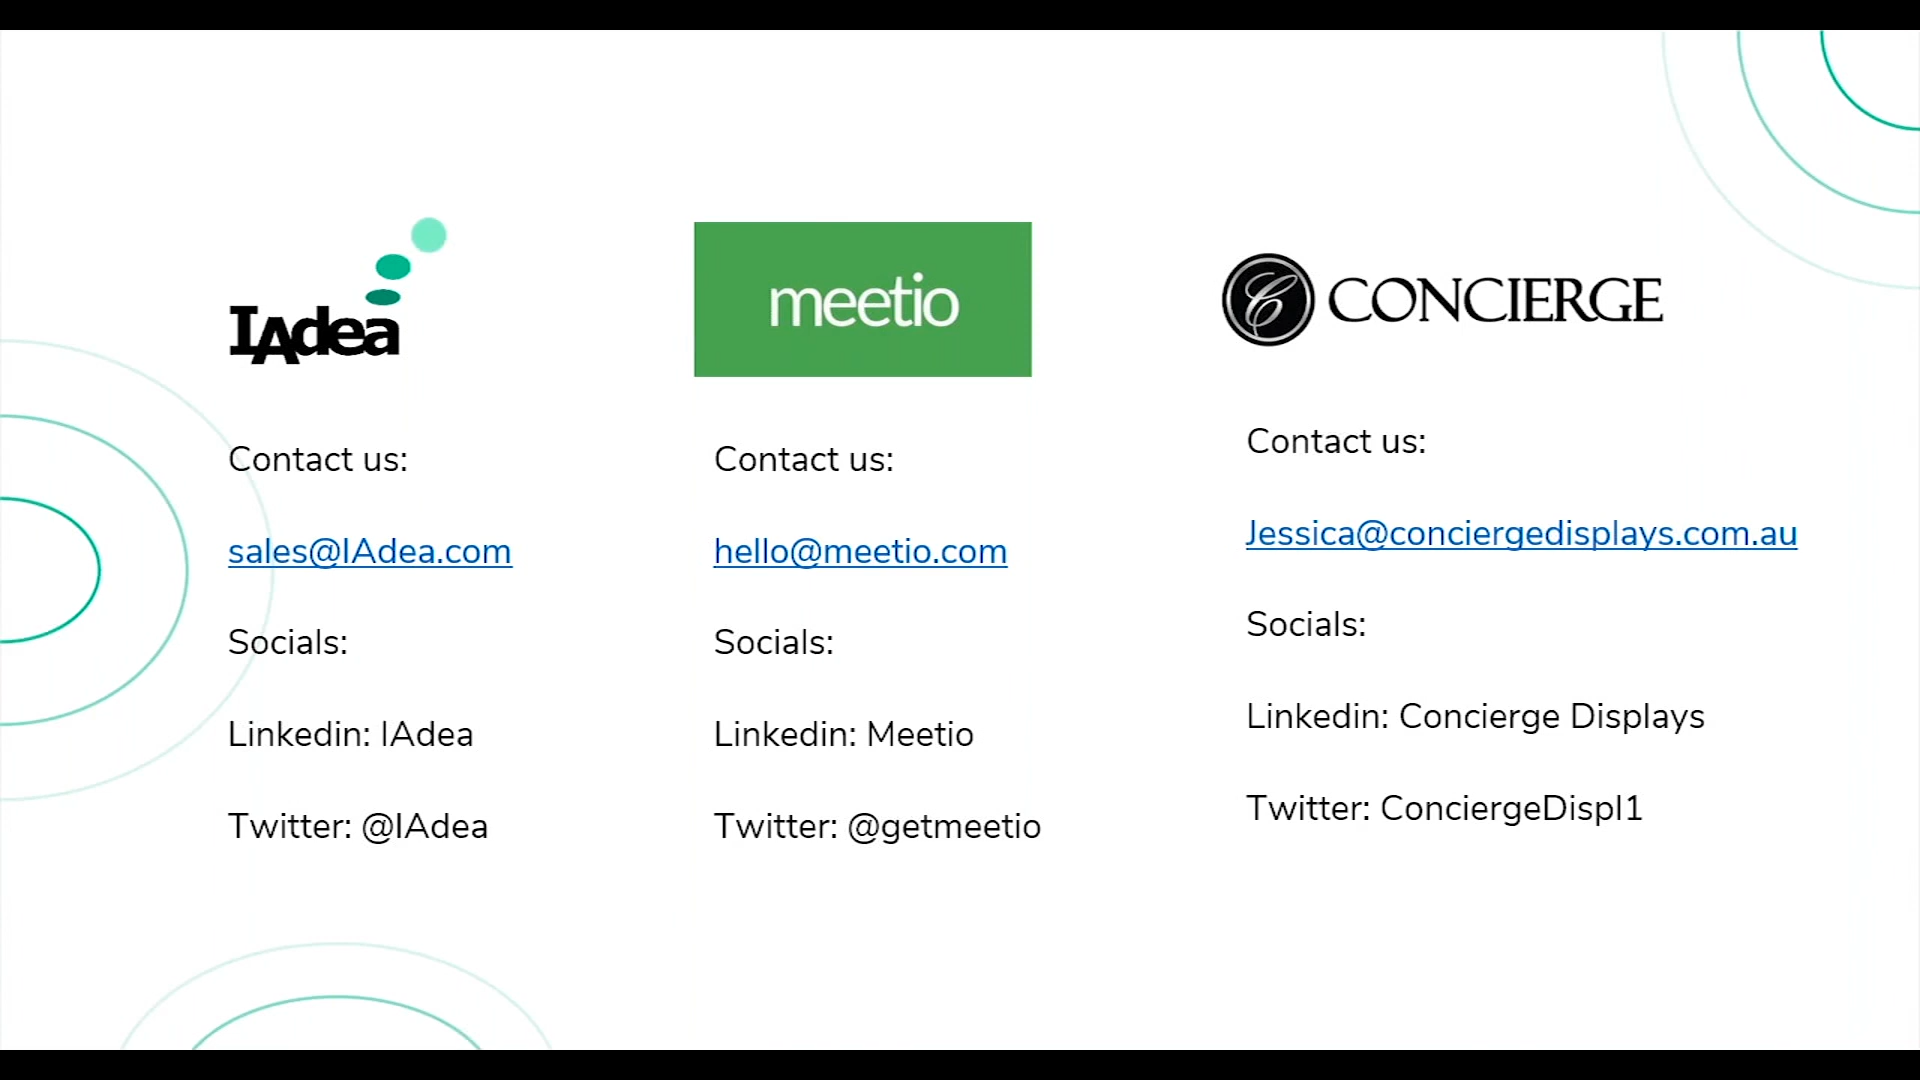 IAdea
Contact us:
sales@IAdea.com
Socials:
Linkedin: IAdea
Twitter: @IAdea
meetio
Contact us:
hello@meetio.com
Socials:
Linkedin: Meetio
Twitter: @getmeetio
C CONCIERGE
Contact us:
Jessica@conciergedisplays.com.au
Socials:
Linkedin: Concierge Displays
Twitter: ConciergeDispl1